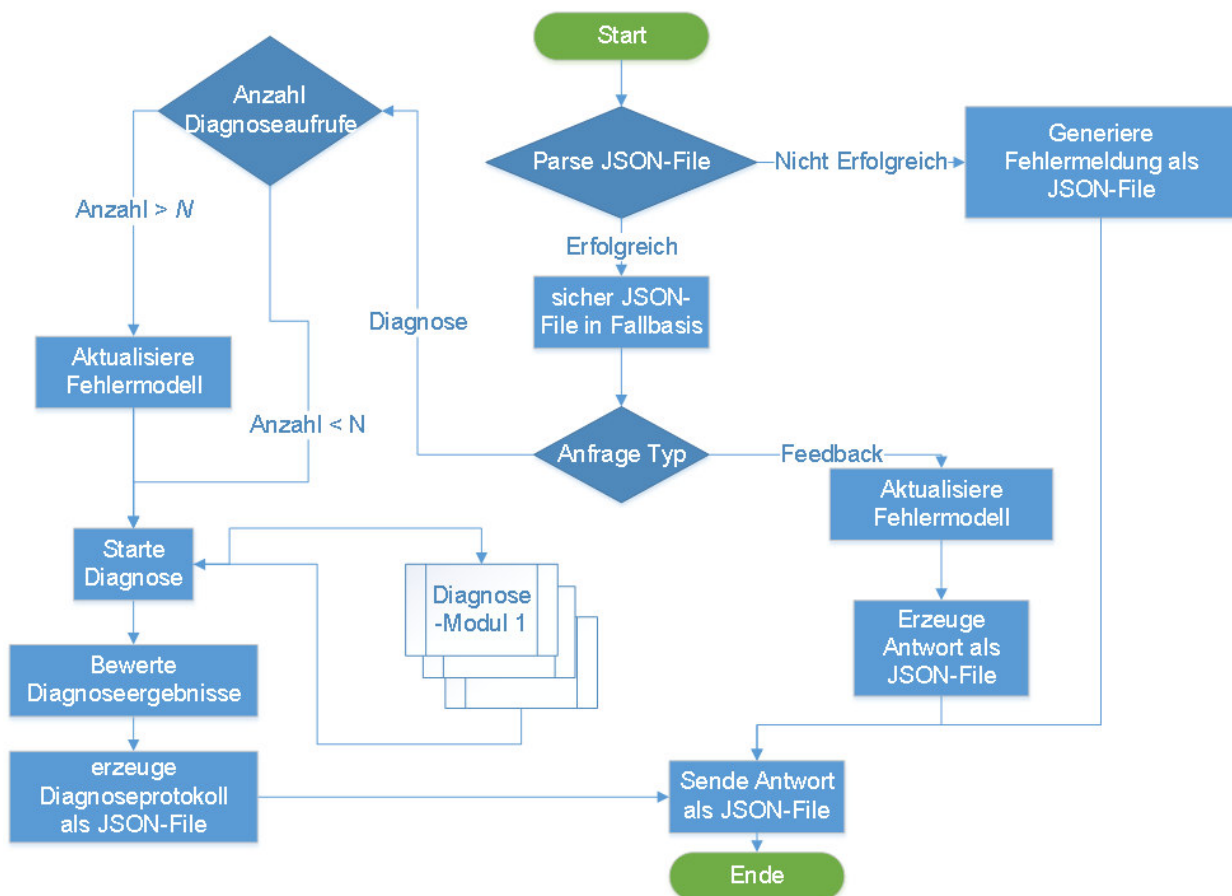 Start
Anzahl
Diagnoseaufrufe
Parse JSON-File
Nicht Erfolgreich
Generiere
Fehlermeldung als
JSON-File
Anzahl > N
Erfolgreich
sicher JSON-
File in Fallbasis
Diagnose
Aktualisiere
Fehlermodell
Anzahl < N
Anfrage Typ
Feedback
Aktualisiere
Fehlermodell
Starte
Diagnose
Diagnose
-Modul 1
Erzeuge
Antwort als
JSON-File
Bewerte
Diagnoseergebnisse
erzeuge
Diagnoseprotokoll
als JSON-File
Sende Antwort
als JSON-File
Ende